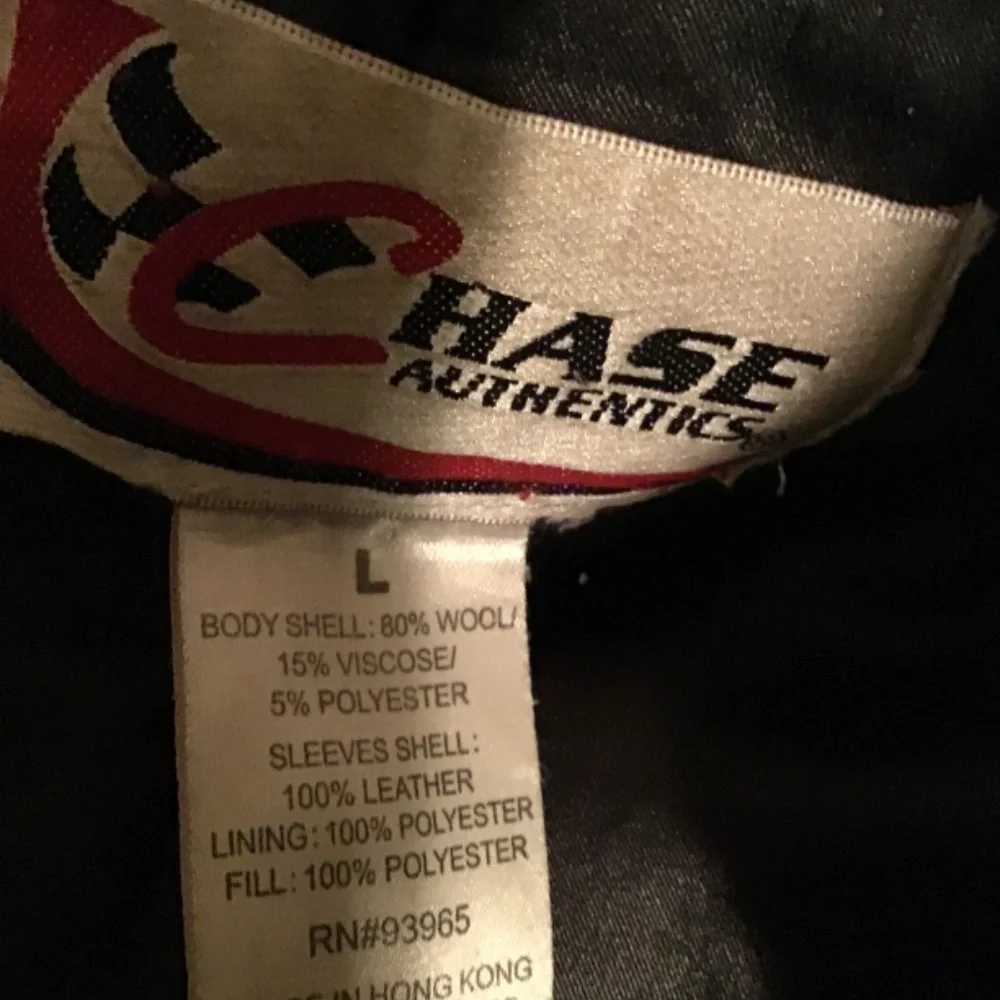 CHASE
AUTHENTICS
L
BODY SHELL: 80% WOOL/
15% VISCOSE/
5% POLYESTER
SLEEVES SHELL:
100% LEATHER
LINING: 100% POLYESTER
FILL: 100% POLYESTER
RN#93965
IN HONG KONG